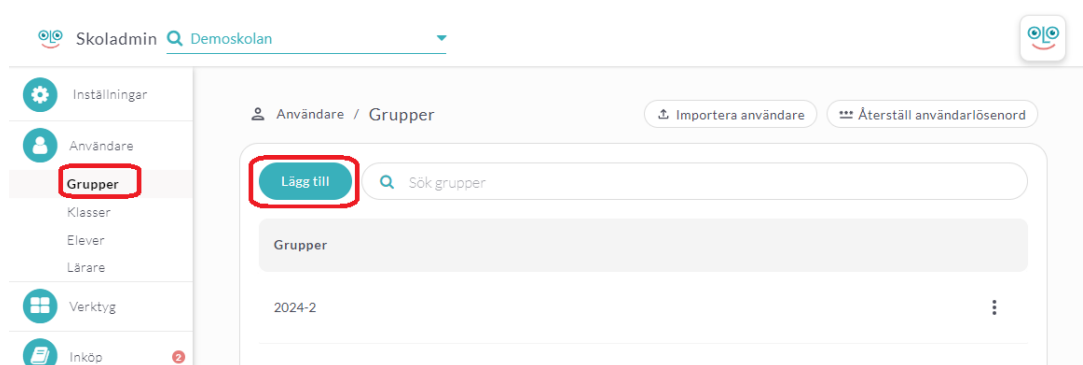 Skoladmin Demoskolan
Inställningar
Användare
Grupper
Klasser
Elever
Lärare
Verktyg
Inköp 2
Användare / Grupper
Importera användare
Återställ användarlösenord
Lägg till
Sök grupper
Grupper
2024-2